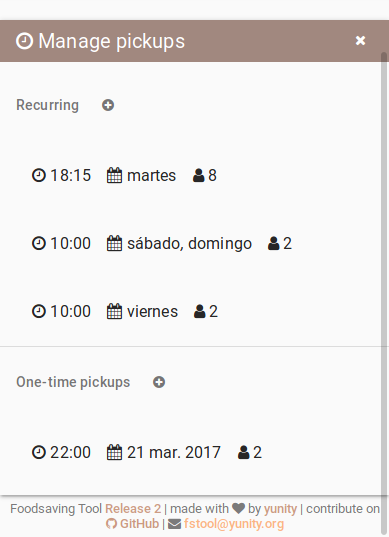 Manage pickups
Recurring
18:15 martes 8
10:00 sábado, domingo 2
10:00 viernes 2
One-time pickups
22:00 21 mar. 2017 2
Foodsaving Tool Release 2 | made with by yunity | contribute on
GitHub | fstool@yunity.org